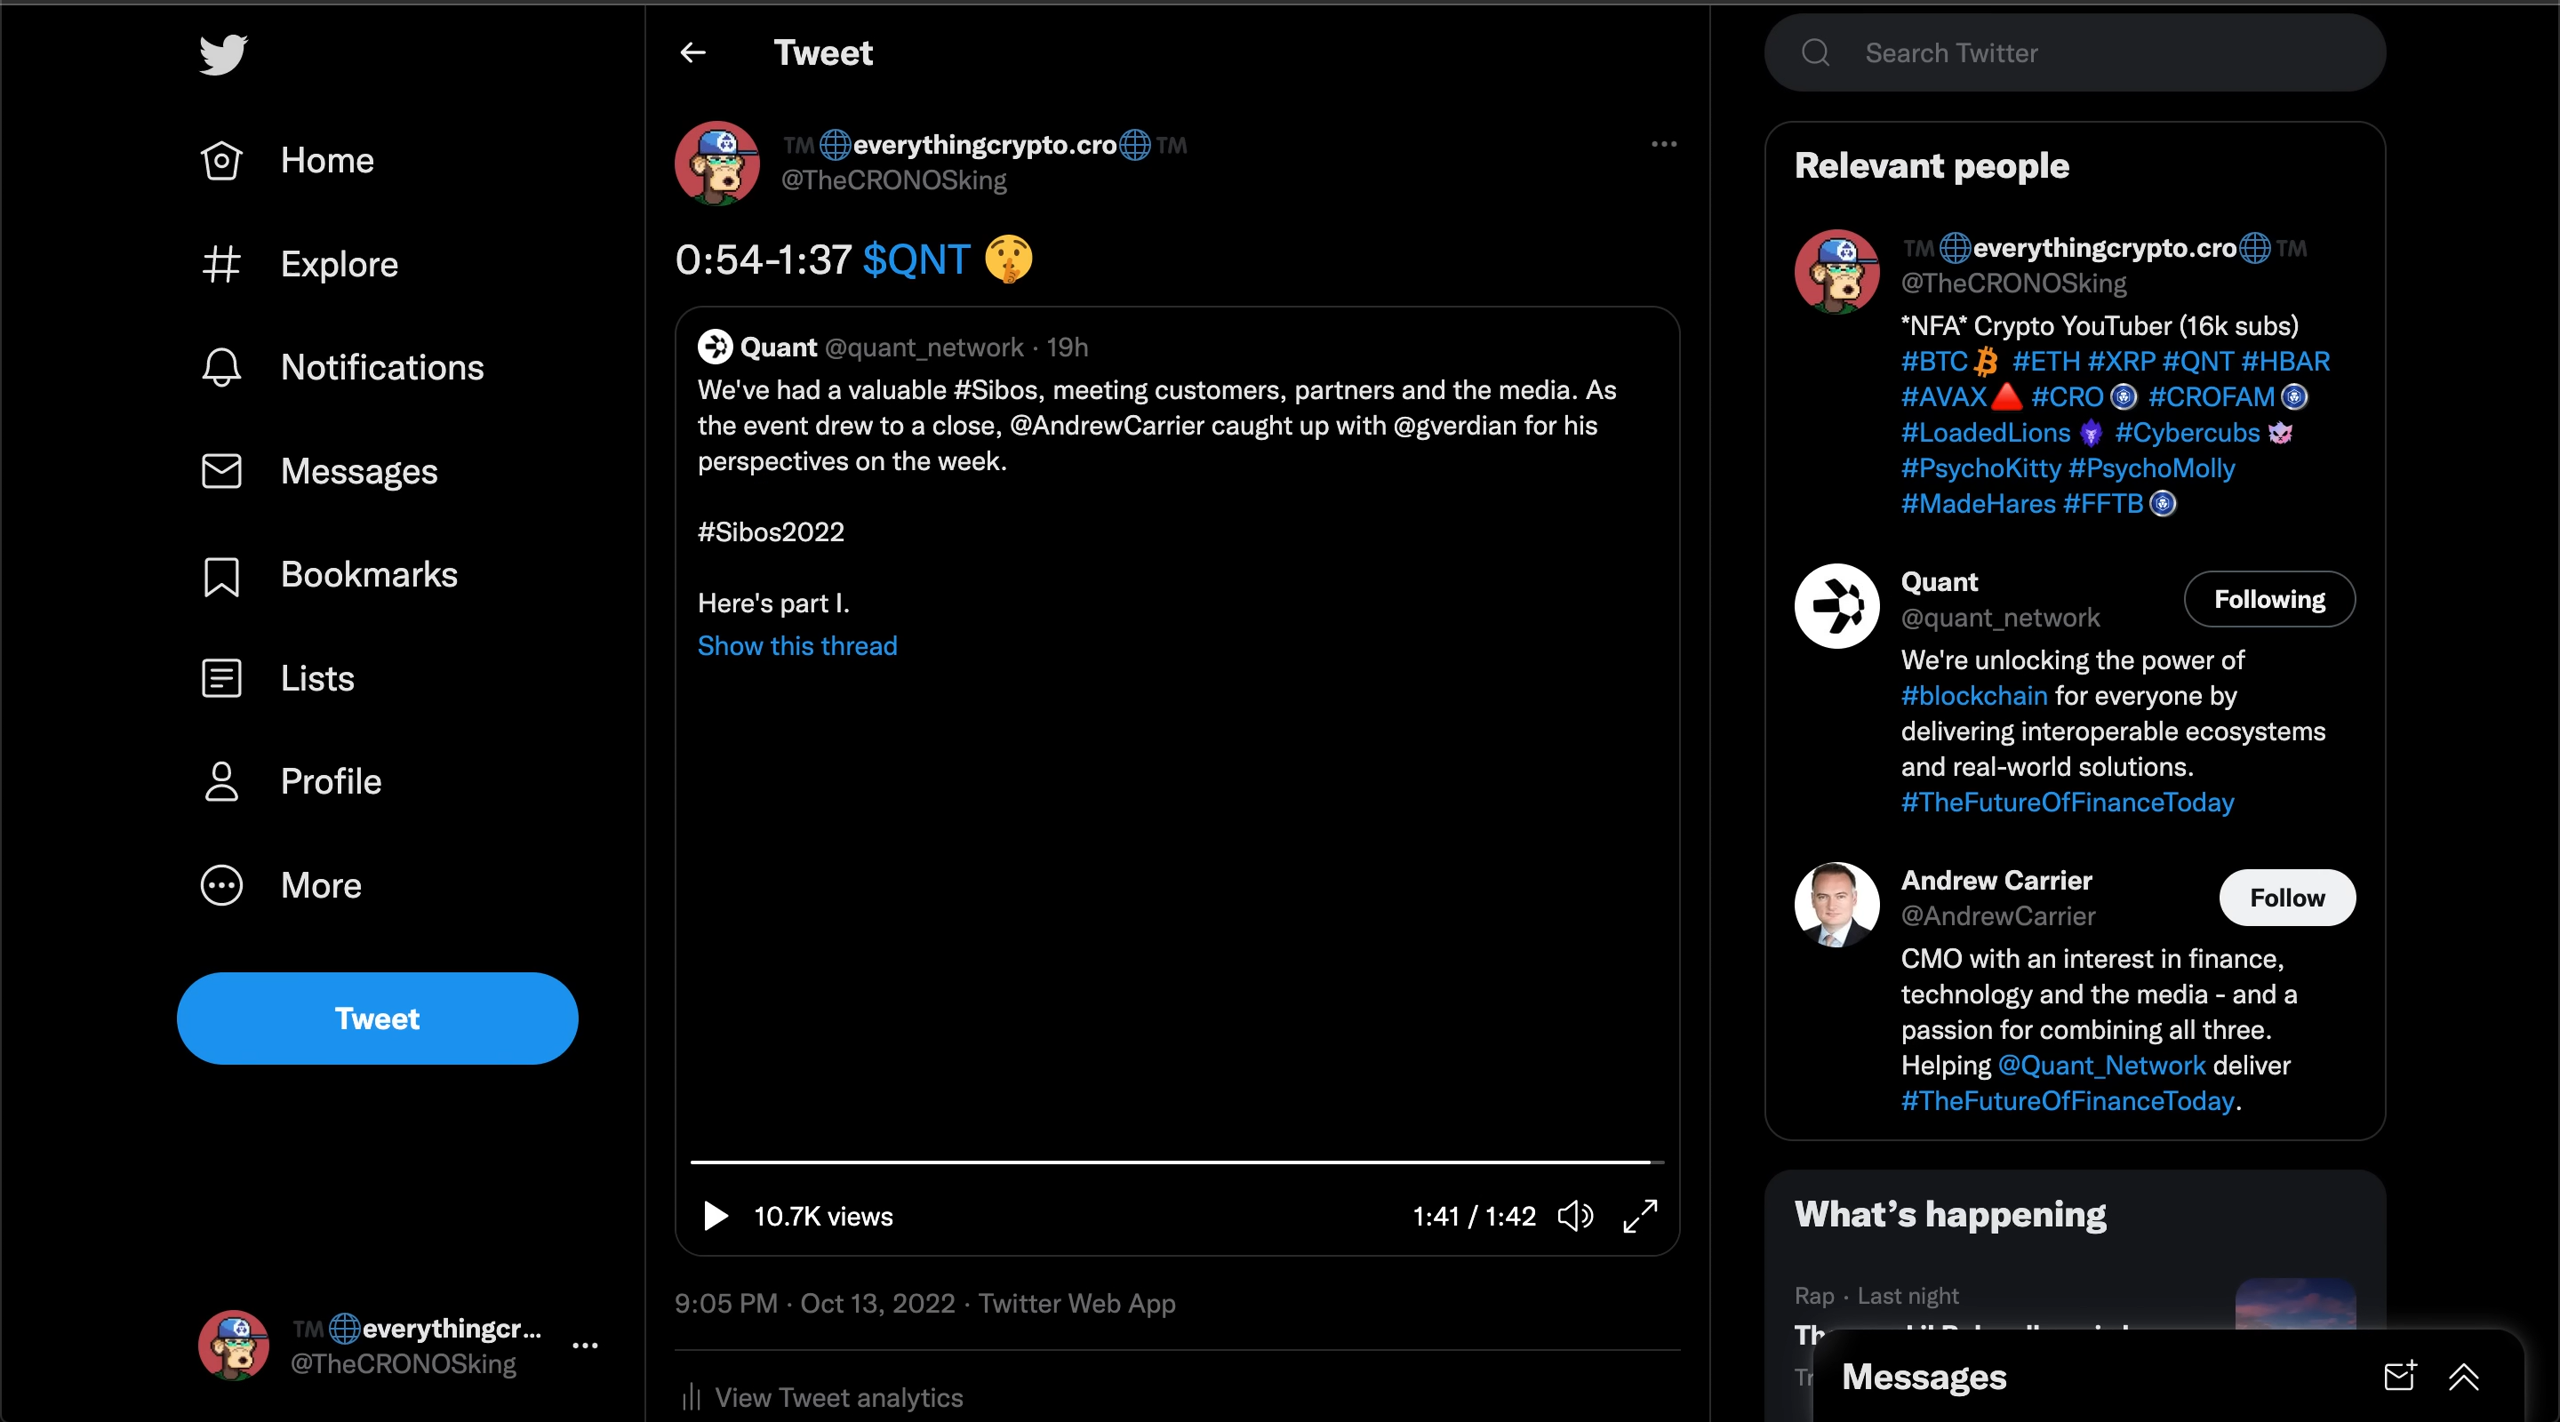 Home
Explore
Notifications
Messages
Bookmarks
Lists
Profile
More
Tweet
TM🌐everythingcr...
@TheCRONOSking
Tweet
TM🌐everythingcrypto.cro🌐TM
@TheCRONOSking
0:54-1:37 $QNT 🤫
Quant @quant_network · 19h
We've had a valuable #Sibos, meeting customers, partners and the media. As
the event drew to a close, @AndrewCarrier caught up with @gverdian for his
perspectives on the week.
#Sibos2022
Here's part I.
Show this thread
10.7K views
1:41 / 1:42
9:05 PM · Oct 13, 2022 · Twitter Web App
View Tweet analytics
Search Twitter
Relevant people
TM🌐everythingcrypto.cro🌐TM
@TheCRONOSking
*NFA* Crypto YouTuber (16k subs)
#BTC #ETH #XRP #QNT #HBAR
#AVAX🔺 #CRO #CROFAM
#LoadedLions #Cybercubs
#PsychoKitty #PsychoMolly
#MadeHares #FFTB
Quant
@quant_network
Following
We're unlocking the power of
#blockchain for everyone by
delivering interoperable ecosystems
and real-world solutions.
#TheFutureOfFinanceToday
Andrew Carrier
@AndrewCarrier
Follow
CMO with an interest in finance,
technology and the media - and a
passion for combining all three.
Helping @Quant_Network deliver
#TheFutureOfFinanceToday.
What's happening
Rap · Last night
Messages